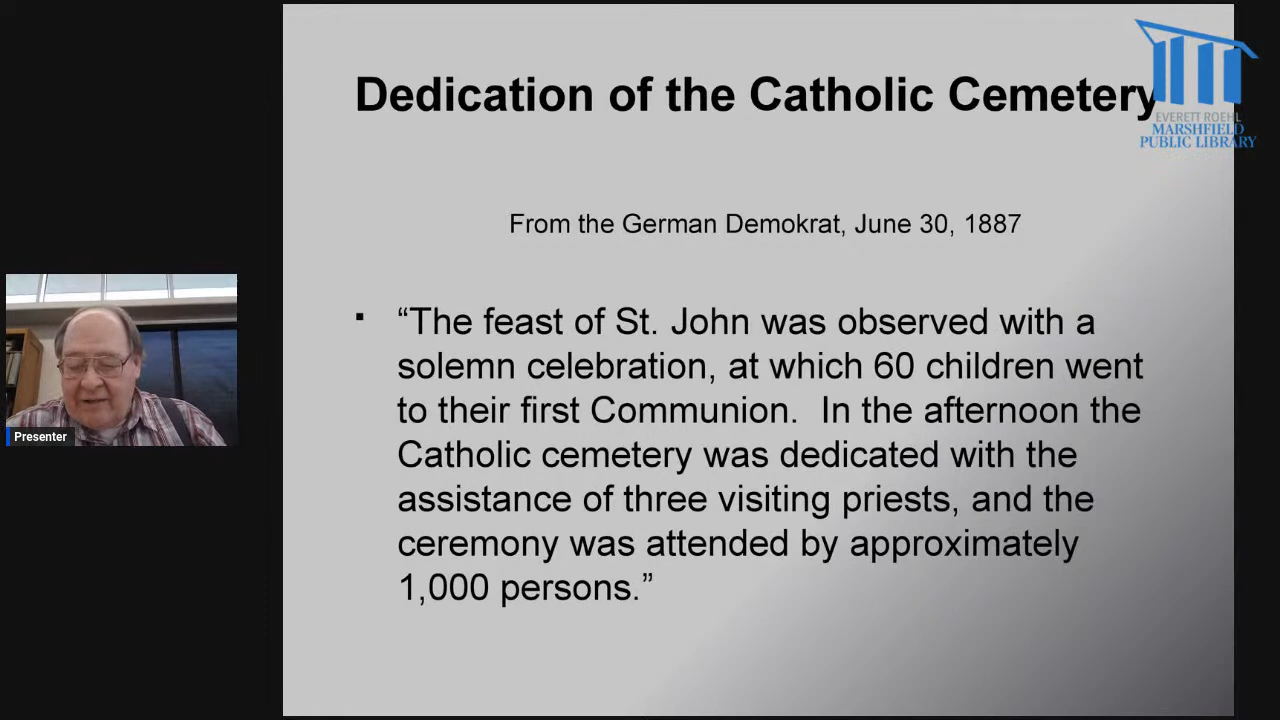 Dedication of the Catholic Cemetery
EVERETT ROEHL
MARSHFIELD
PUBLIC LIBRARY
From the German Demokrat, June 30, 1887
▪ “The feast of St. John was observed with a
solemn celebration, at which 60 children went
to their first Communion.  In the afternoon the
Catholic cemetery was dedicated with the
assistance of three visiting priests, and the
ceremony was attended by approximately
1,000 persons.”
Presenter